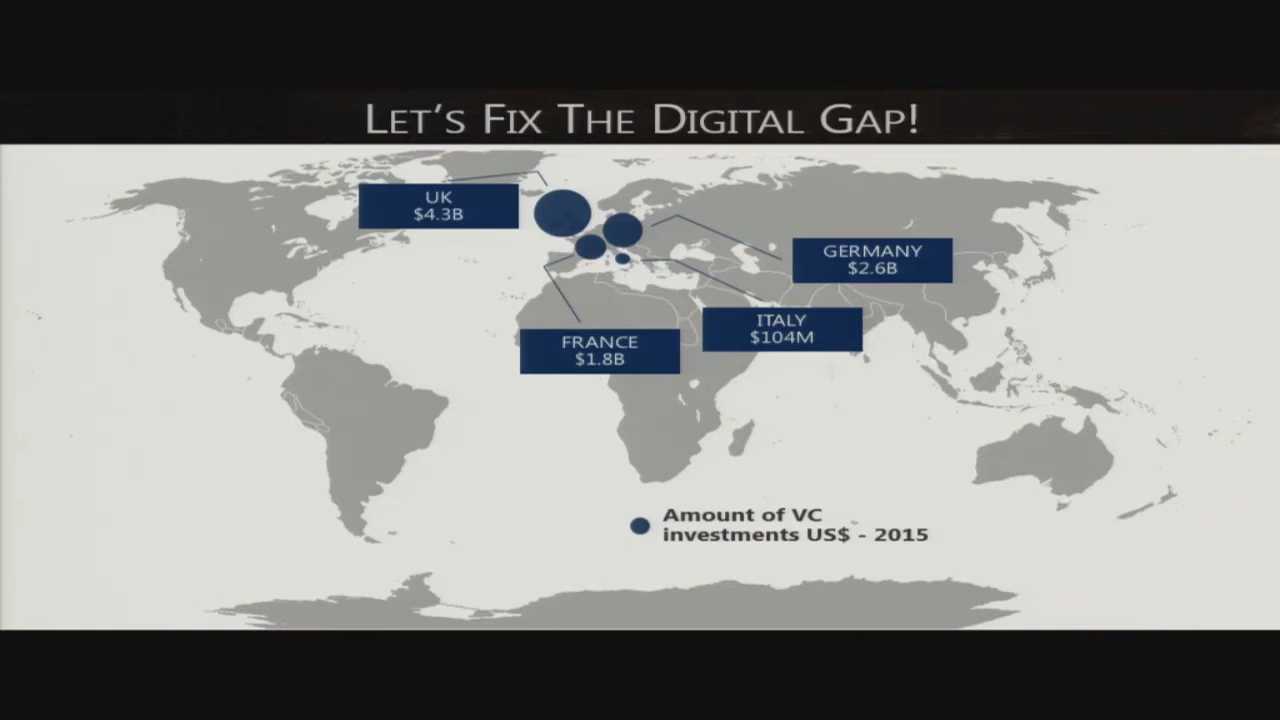 LET'S FIX THE DIGITAL GAP!
UK
$4.3B
GERMANY
$2.6B
ITALY
$104M
FRANCE
$1.8B
Amount of VC
investments US$ - 2015